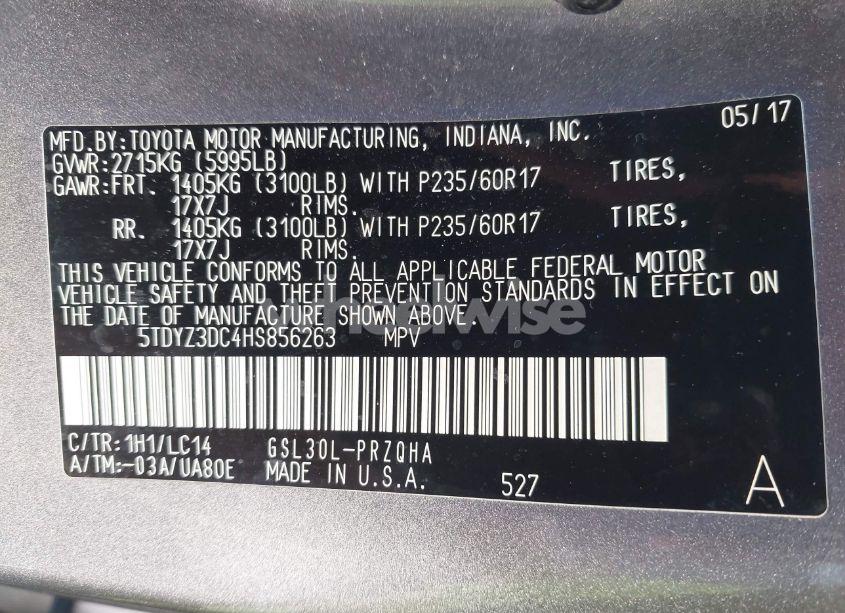 05/17
MFD.BY:TOYOTA MOTOR MANUFACTURING, INDIANA, INC.
GVWR:2715KG (5995LB)
GAWR:FRT. 1405KG (3100LB) WITH P235/60R17 TIRES,
17X7J RIMS.
RR. 1405KG (3100LB) WITH P235/60R17 TIRES,
17X7J RIMS.
THIS VEHICLE CONFORMS TO ALL APPLICABLE FEDERAL MOTOR
VEHICLE SAFETY AND THEFT PREVENTION STANDARDS IN EFFECT ON
THE DATE OF MANUFACTURE SHOWN ABOVE.
5TDYZ3DC4HS856263 MPV
C/TR:1H1/LC14 GSL30L-PRZQHA
A/TM:-03A/UA80E MADE IN U.S.A. 527 A